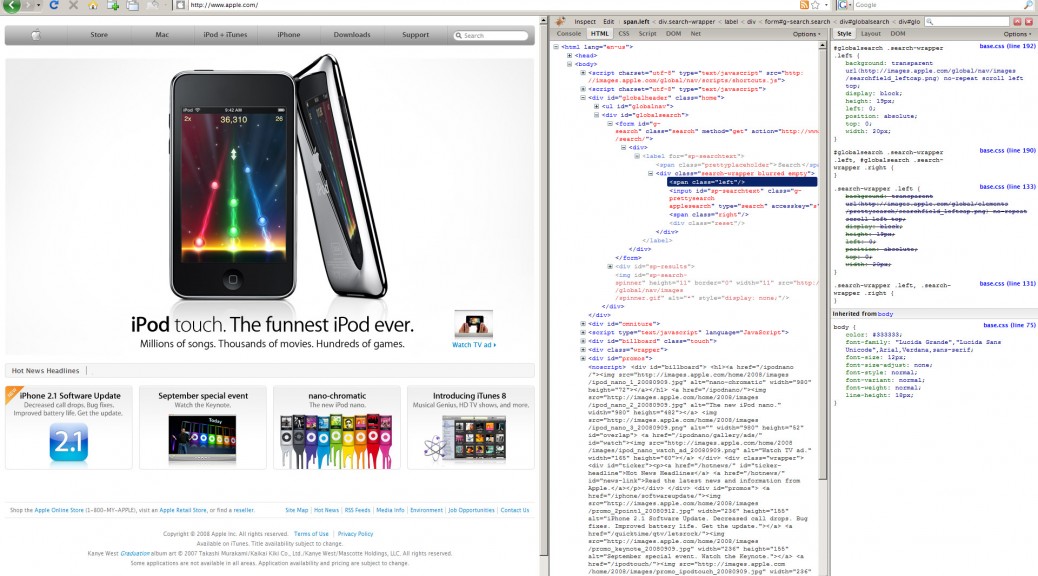 http://www.apple.com/
Google
Store
Mac
iPod + iTunes
iPhone
Downloads
Support
Search
iPod
9:42 AM
2x
36,310
26
iPod touch. The funnest iPod ever.
Millions of songs. Thousands of movies. Hundreds of games.
Watch TV ad
Hot News Headlines
iPhone 2.1 Software Update
Decreased call drops. Bug fixes.
Improved battery life. Get the update.
2.1
September special event
Watch the Keynote.
Today
nano-chromatic
The new iPod nano.
Introducing iTunes 8
Musical Genius, HD TV shows, and more.
Shop the Apple Online Store (1-800-MY-APPLE), visit an Apple Retail Store, or find a reseller.
Site Map | Hot News | RSS Feeds | Media Info | Environment | Job Opportunities | Contact Us
Copyright © 2008 Apple Inc. All rights reserved. Terms of Use | Privacy Policy
Available on iTunes. Title availability subject to change.
Kanye West Graduation album art © 2007 Takashi Murakami/Kaikai Kiki Co., Ltd./Kanye West/Mascotte Holdings, LLC. All rights reserved.
Some applications are not available in all areas. Application availability and pricing are subject to change.
Inspect Edit | span.left < div.search-wrapper < label < div < form#g-search.search < div#globalsearch < div#glo
Console HTML CSS Script DOM Net Options
<html lang="en-us">
<head>
<body>
<script charset="utf-8" type="text/javascript" src="http:
//images.apple.com/global/nav/scripts/shortcuts.js">
<script charset="utf-8" type="text/javascript">
<div id="globalheader" class="home">
<ul id="globalnav">
<div id="globalsearch">
<form id="g-
search" class="search" method="get" action="http://
/search/">
<div>
<label for="sp-searchtext">
<span class="prettyplaceholder">Search</sp
<div class="search-wrapper blurred empty">
<span class="left"/>
<input id="sp-searchtext" class="g-
prettysearch
applesearch" type="search" accesskey="s"
<span class="right"/>
<div class="reset"/>
</div>
</label>
</div>
</form>
<div id="sp-results">
<img id="sp-search-
spinner" height="11" border="0" width="11" src="http:
/global/nav/images
/spinner.gif" alt="*" style="display: none;"/>
</div>
</div>
<div id="omniture">
<script type="text/javascript" language="JavaScript">
<div id="billboard" class="touch">
<div class="wrapper">
<div id="promos">
<noscript> <div id="billboard"> <h1><a href="/ipodnano
/"><img src="http://images.apple.com/home/2008/images
/ipod_nano_1_20080909.jpg" alt="nano-chromatic" width="980"
height="72"></a></h1> <a href="/ipodnano/"><img
src="http://images.apple.com/home/2008/images
/ipod_nano_2_20080909.jpg" alt="The new iPod nano."
width="980" height="482"></a> <img
src="http://images.apple.com/home/2008/images
/ipod_nano_3_20080909.png" alt="" width="980" height="52"
id="overlap"> <a href="/ipodnano/gallery/ads/"
id="watch"><img src="http://images.apple.com/home/2008
/images/ipod_nano_watch_ad_20080909.png" alt="Watch TV ad."
width="165" height="60"></a> </div> <div class="wrapper">
<div id="ticker"><p><a href="/hotnews/" id="ticker-
headline">Hot News Headlines</a> <a href="/hotnews/"
id="news-link">Read the latest news and information from
Apple.</a></p></div> </div> <div id="promos"> <a
href="/iphone/softwareupdate/"><img
src="http://images.apple.com/home/2008/images
/promo_2point1_20080912.jpg" width="236" height="155"
alt="iPhone 2.1 Software Update. Decreased call drops. Bug
fixes. Improved battery life. Get the update."></a> <a
href="/quicktime/qtv/letsrock/"><img
src="http://images.apple.com/home/2008/images
/promo_keynote_20080909.jpg" width="236" height="155"
alt="September special event. Watch the Keynote."></a> <a
href="/ipodtouch/"><img src="http://images.apple.com
/home/2008/images/promo_ipodtouch_20080909.jpg" width="236"
Style Layout DOM Options
#globalsearch .search-wrapper base.css (line 192)
.left {
background: transparent
url(http://images.apple.com/global/nav/images
/searchfield_leftcap.png) no-repeat scroll left
top;
display: block;
height: 19px;
left: 0;
position: absolute;
top: 0;
width: 20px;
}
#globalsearch .search-wrapper base.css (line 190)
.left, #globalsearch .search-
wrapper .right {
}
.search-wrapper .left { base.css (line 133)
background: transparent
url(http://images.apple.com/global/elements
/prettysearch/searchfield_leftcap.png) no-repeat
scroll left top;
display: block;
height: 19px;
left: 0;
position: absolute;
top: 0;
width: 20px;
}
.search-wrapper .left, .search- base.css (line 131)
wrapper .right {
}
Inherited from body
body { base.css (line 75)
color: #333333;
font-family: "Lucida Grande","Lucida Sans
Unicode",Arial,Verdana,sans-serif;
font-size: 12px;
font-size-adjust: none;
font-style: normal;
font-variant: normal;
font-weight: normal;
line-height: 18px;
}